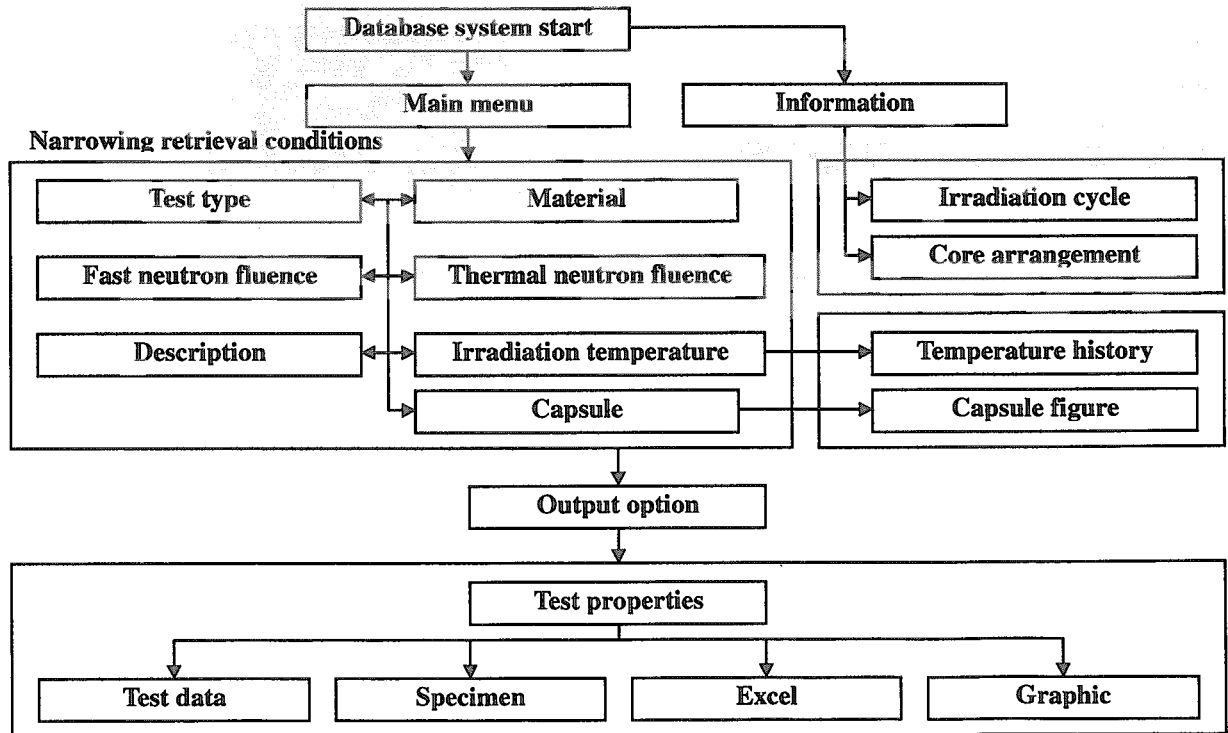 Database system start
Main menu
Information
Narrowing retrieval conditions
Test type
Material
Irradiation cycle
Fast neutron fluence
Thermal neutron fluence
Core arrangement
Description
Irradiation temperature
Temperature history
Capsule
Capsule figure
Output option
Test properties
Test data
Specimen
Excel
Graphic